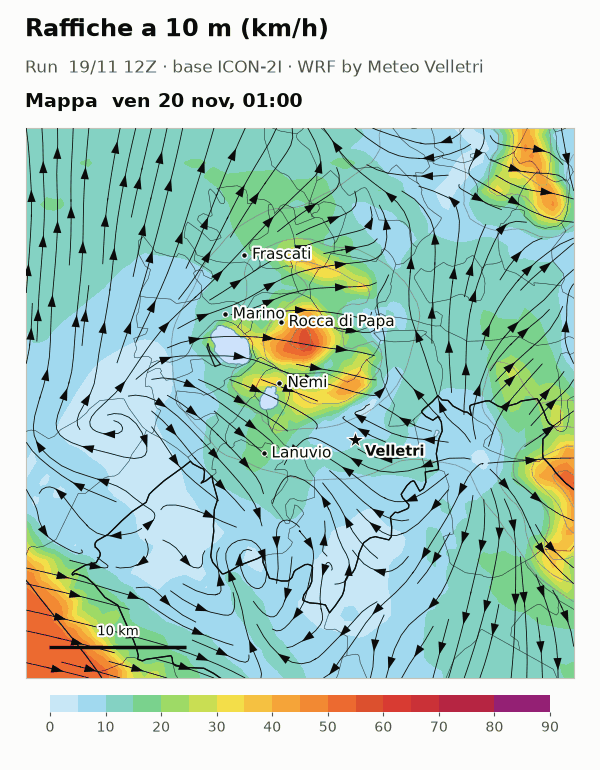 Raffiche a 10 m (km/h)
Run 19/11 12Z · base ICON-2I · WRF by Meteo Velletri
Mappa ven 20 nov, 01:00
Frascati
Marino
Rocca di Papa
Nemi
Lanuvio
Velletri
10 km
0 10 20 30 40 50 60 70 80 90